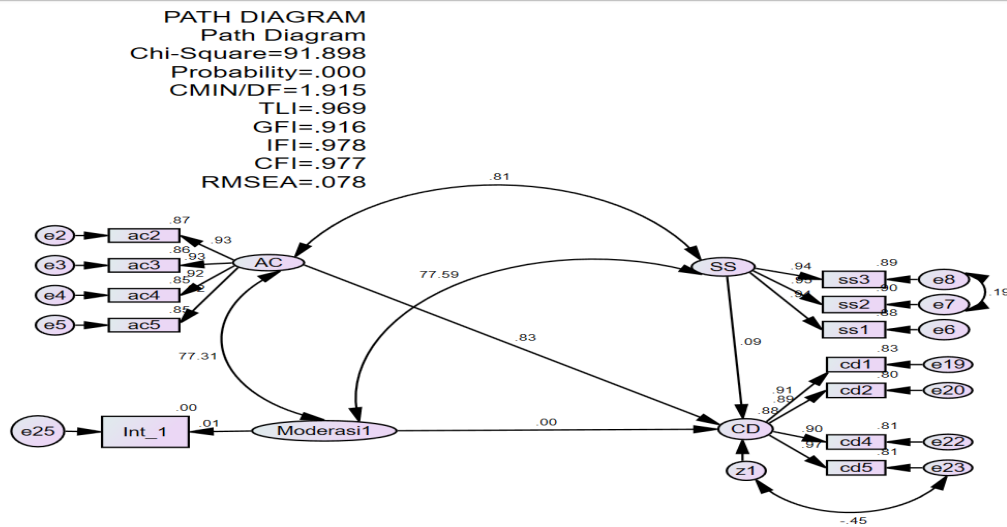 PATH DIAGRAM
Path Diagram
Chi-Square=91.898
Probability=.000
CMIN/DF=1.915
TLI=.969
GFI=.916
IFI=.978
CFI=.977
RMSEA=.078
.81
.87
e2
ac2
.93
.86
e3
ac3
.93
AC
.92
.85
e4
ac4
.85
e5
ac5
77.31
77.59
SS
.94
.89
ss3
e8
.90
ss2
e7
.19
.88
ss1
e6
.09
.83
.83
cd1
e19
.91
.80
cd2
e20
.89
.88
CD
.90
.81
cd4
e22
.97
.81
cd5
e23
z1
-.45
.00
e25
Int_1
.01
Moderasi1
.00